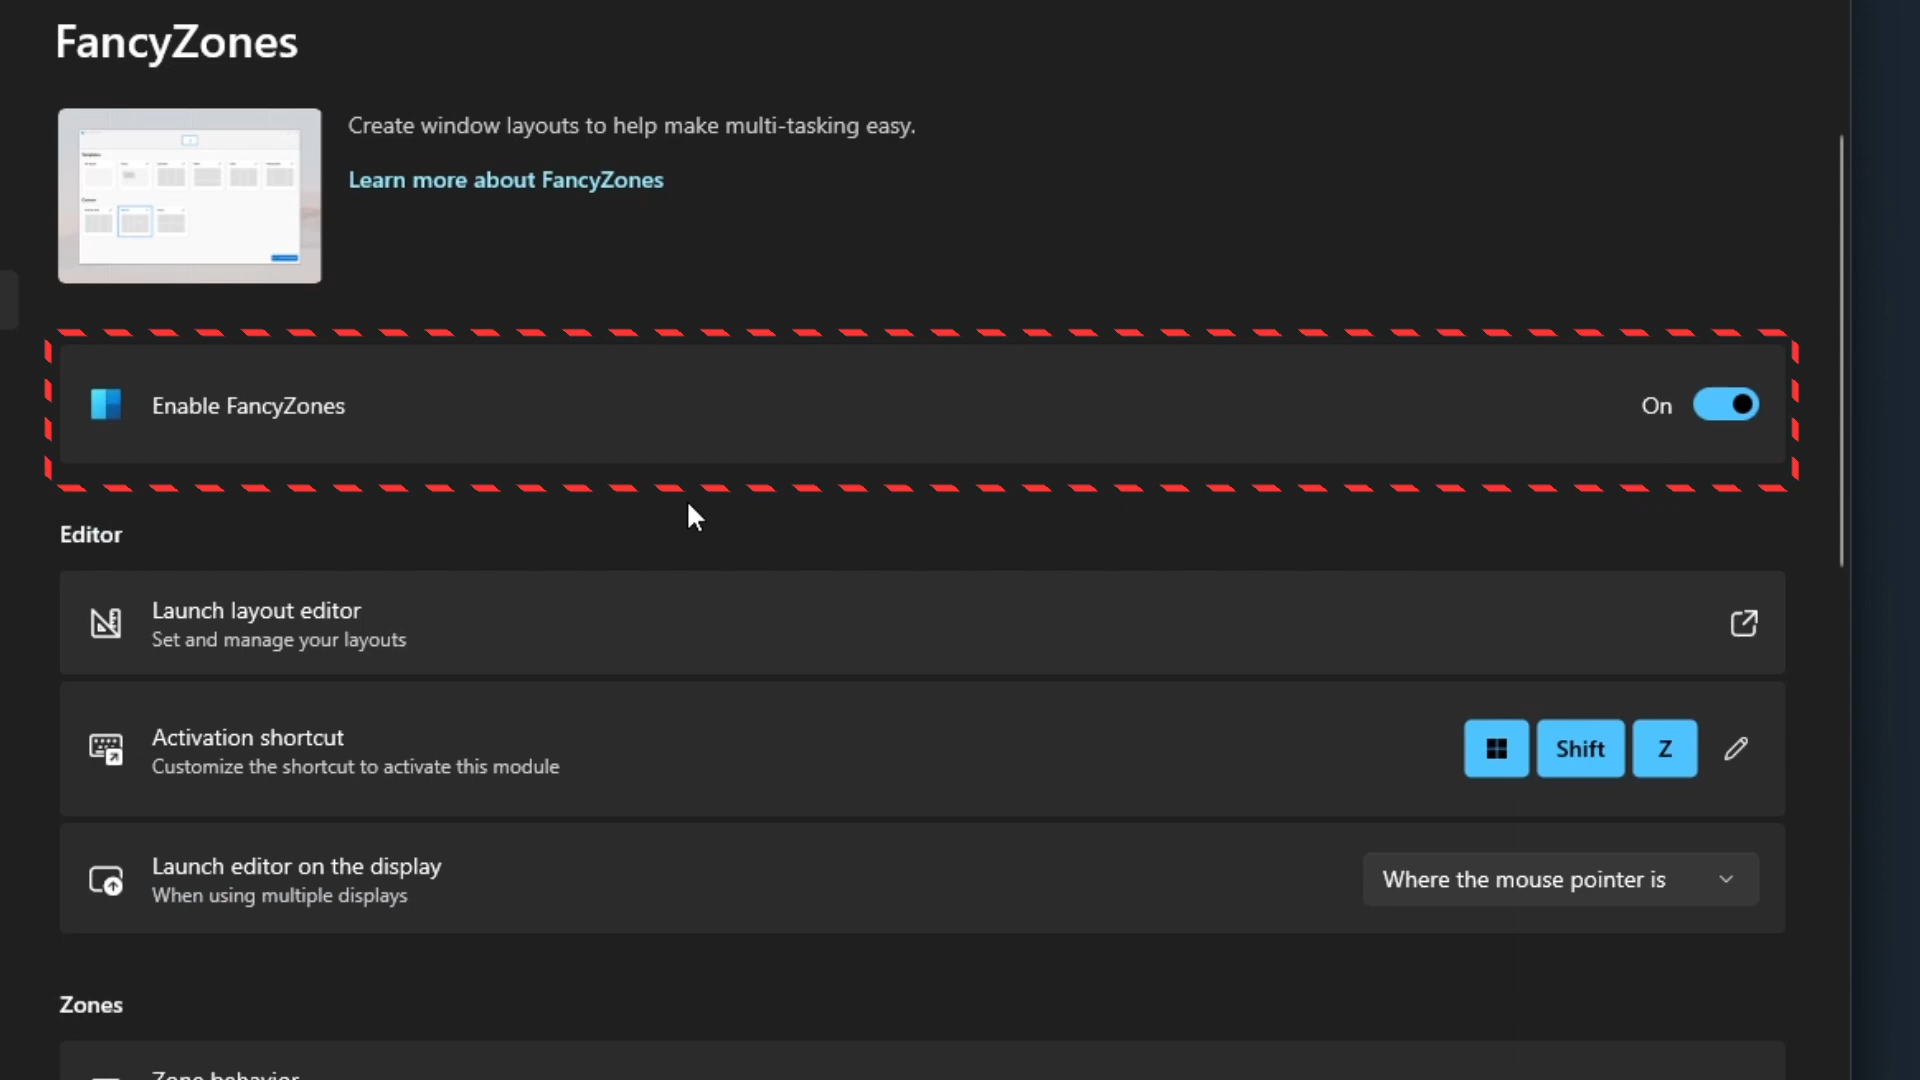 FancyZones
Create window layouts to help make multi-tasking easy.
Learn more about FancyZones
Enable FancyZones
On
Editor
Launch layout editor
Set and manage your layouts
Activation shortcut
Customize the shortcut to activate this module
Shift
Z
Launch editor on the display
When using multiple displays
Where the mouse pointer is
Zones
Zone behavior